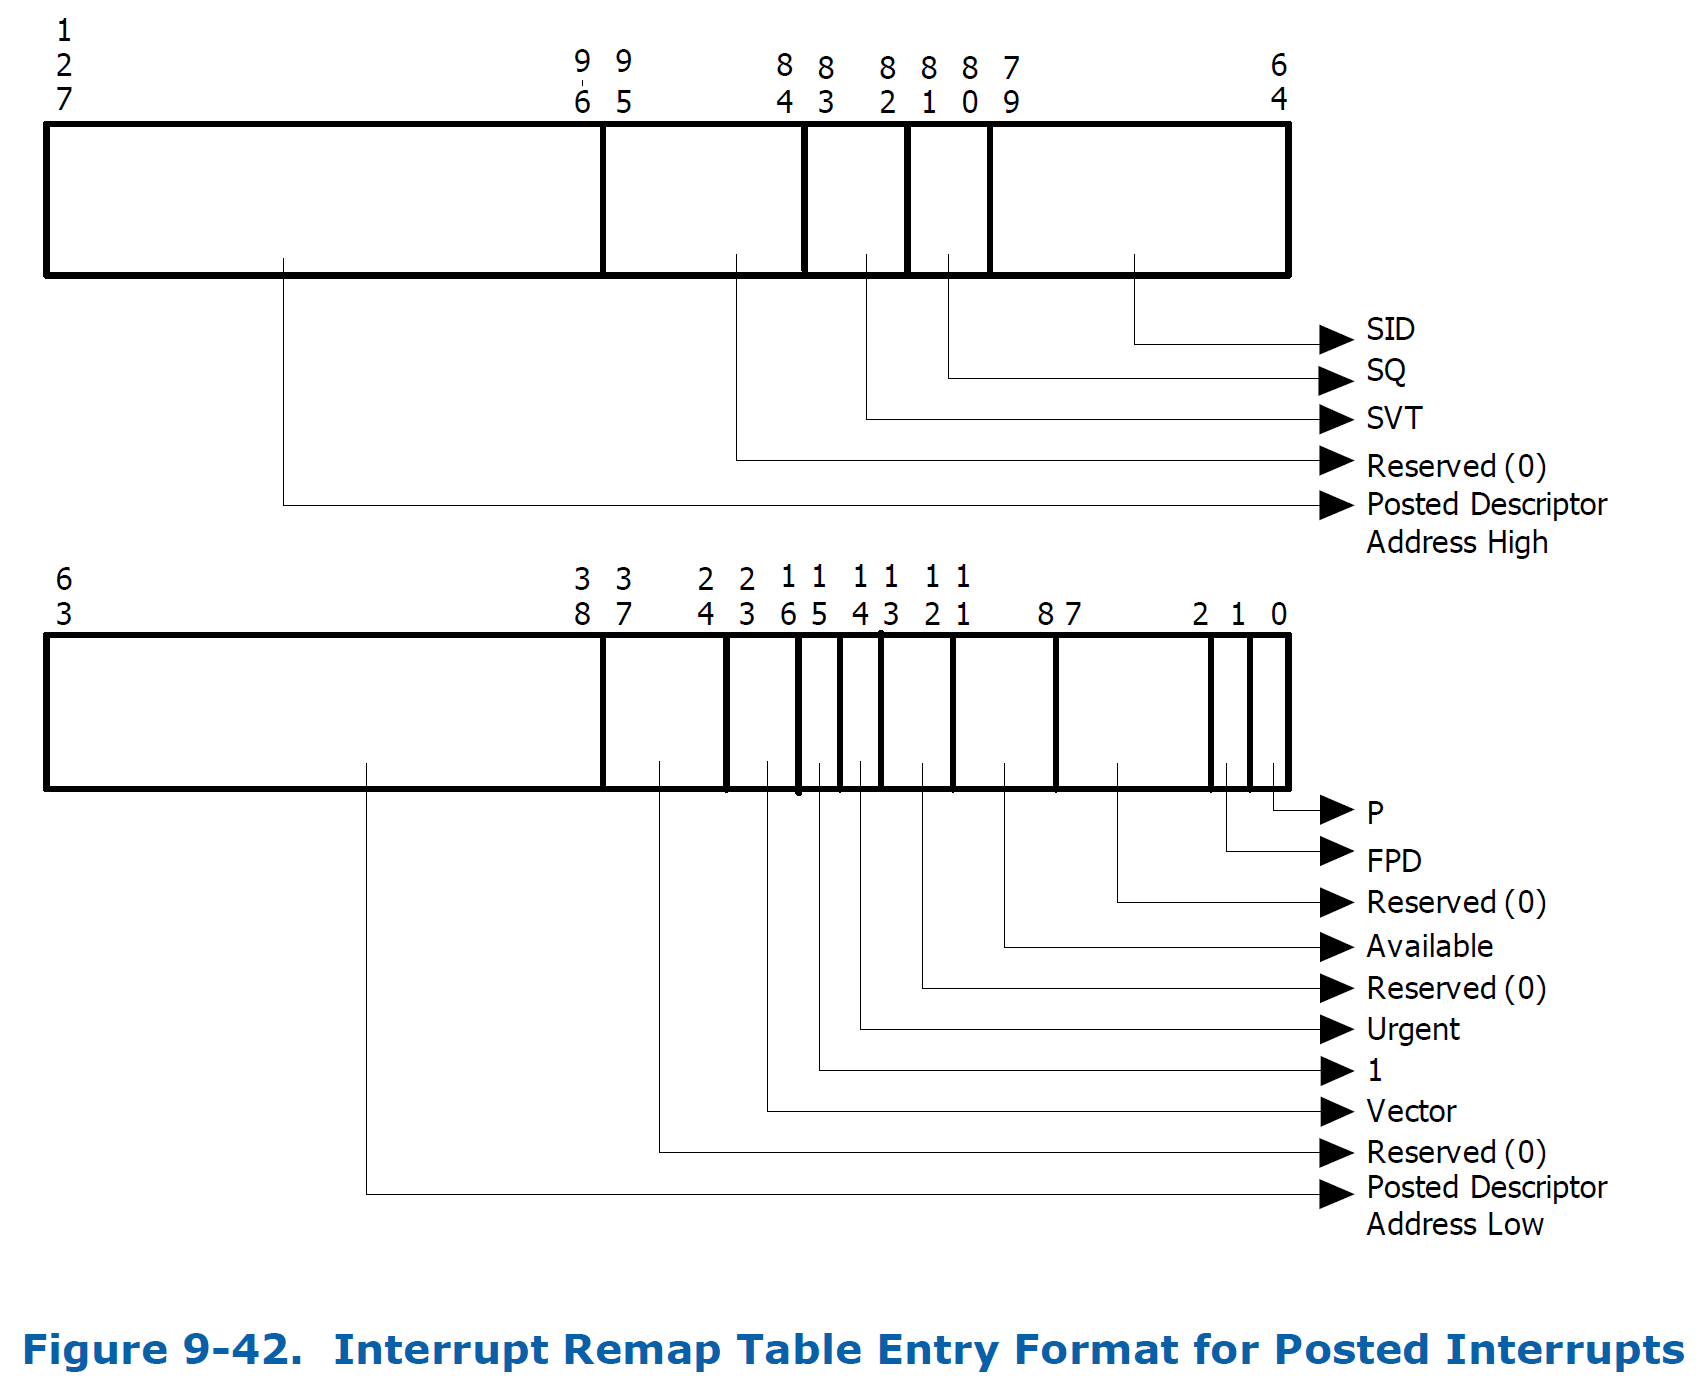 127 96 95 84 83 82 81 80 79 64
SID
SQ
SVT
Reserved (0)
Posted Descriptor
Address High
63 38 37 24 23 16 15 14 13 12 11 8 7 2 1 0
P
FPD
Reserved (0)
Available
Reserved (0)
Urgent
1
Vector
Reserved (0)
Posted Descriptor
Address Low
Figure 9-42. Interrupt Remap Table Entry Format for Posted Interrupts